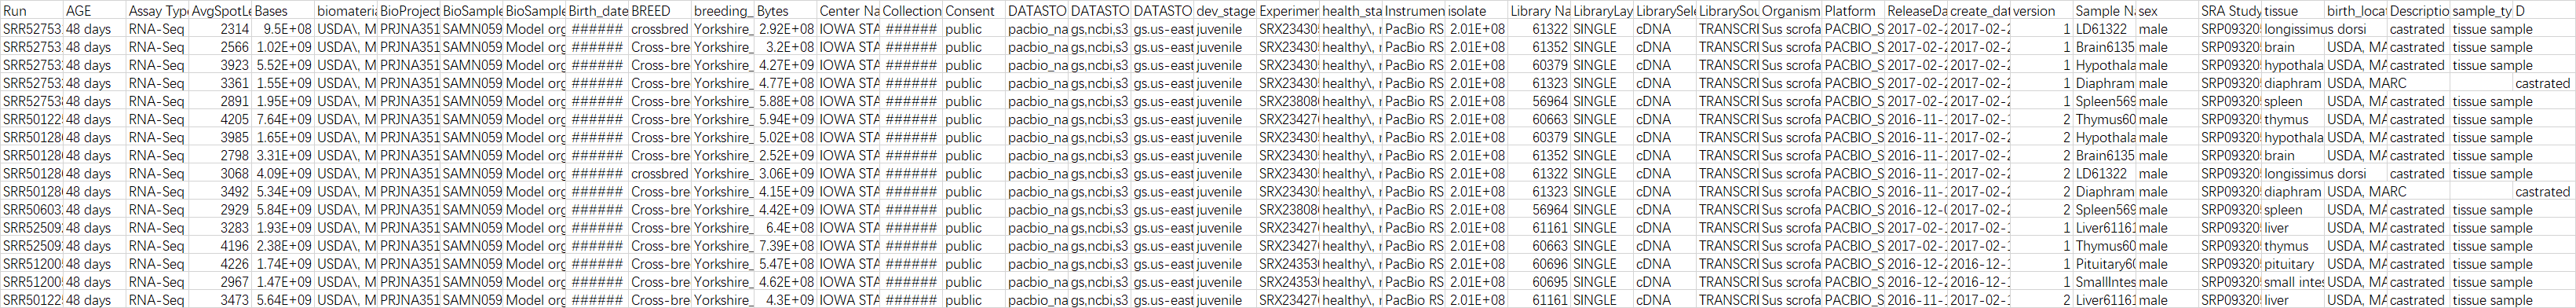 Run AGE Assay Type AvgSpotLe Bases biomateria BioProject BioSample BioSample Birth_date BREED breeding_ Bytes Center Na Collection Consent DATASTO DATASTO DATASTO dev_stage Experimen health_sta Instrumen isolate Library Na LibraryLay LibrarySele LibrarySou Organism Platform ReleaseDa create_dat version Sample Na sex SRA Study tissue birth_locat Descriptio sample_ty D
SRR52753 48 days RNA-Seq 2314 9.5E+08 USDA\, M PRJNA351 SAMN059 Model org ###### crossbred Yorkshire_ 2.92E+08 IOWA STA ###### public pacbio_na gs,ncbi,s3 gs.us-east juvenile SRX23430 healthy\, r PacBio RS 2.01E+08 61322 SINGLE cDNA TRANSCRI Sus scrofa PACBIO_S 2017-02- 2017-02-2 1 LD61322 male SRP09320 longissimus dorsi castrated tissue sample
SRR52753 48 days RNA-Seq 2566 1.02E+09 USDA\, M PRJNA351 SAMN059 Model org ###### Cross-bre Yorkshire_ 3.2E+08 IOWA STA ###### public pacbio_na gs,ncbi,s3 gs.us-east juvenile SRX23430 healthy\, r PacBio RS 2.01E+08 61352 SINGLE cDNA TRANSCRI Sus scrofa PACBIO_S 2017-02- 2017-02-2 1 Brain6135 male SRP09320 brain USDA, MA castrated tissue sample
SRR52753 48 days RNA-Seq 3923 5.52E+09 USDA\, M PRJNA351 SAMN059 Model org ###### Cross-bre Yorkshire_ 4.27E+09 IOWA STA ###### public pacbio_na gs,ncbi,s3 gs.us-east juvenile SRX23430 healthy\, r PacBio RS 2.01E+08 60379 SINGLE cDNA TRANSCRI Sus scrofa PACBIO_S 2017-02- 2017-02-2 1 Hypothala male SRP09320 hypothala USDA, MA castrated tissue sample
SRR52753 48 days RNA-Seq 3361 1.55E+09 USDA\, M PRJNA351 SAMN059 Model org ###### Cross-bre Yorkshire_ 4.77E+08 IOWA STA ###### public pacbio_na gs,ncbi,s3 gs.us-east juvenile SRX23430 healthy\, r PacBio RS 2.01E+08 61323 SINGLE cDNA TRANSCRI Sus scrofa PACBIO_S 2017-02- 2017-02-2 1 Diaphram male SRP09320 diaphram USDA, MARC castrated
SRR52753 48 days RNA-Seq 2891 1.95E+09 USDA\, M PRJNA351 SAMN059 Model org ###### Cross-bre Yorkshire_ 5.88E+08 IOWA STA ###### public pacbio_na gs,ncbi,s3 gs.us-east juvenile SRX23808 healthy\, r PacBio RS 2.01E+08 56964 SINGLE cDNA TRANSCRI Sus scrofa PACBIO_S 2017-02- 2017-02-2 1 Spleen569 male SRP09320 spleen USDA, MA castrated tissue sample
SRR50122 48 days RNA-Seq 4205 7.64E+09 USDA\, M PRJNA351 SAMN059 Model org ###### Cross-bre Yorkshire_ 5.94E+09 IOWA STA ###### public pacbio_na gs,ncbi,s3 gs.us-east juvenile SRX23427 healthy\, r PacBio RS 2.01E+08 60663 SINGLE cDNA TRANSCRI Sus scrofa PACBIO_S 2016-11- 2017-02-1 2 Thymus60 male SRP09320 thymus USDA, MA castrated tissue sample
SRR50128 48 days RNA-Seq 3985 1.65E+09 USDA\, M PRJNA351 SAMN059 Model org ###### Cross-bre Yorkshire_ 5.02E+08 IOWA STA ###### public pacbio_na gs,ncbi,s3 gs.us-east juvenile SRX23430 healthy\, r PacBio RS 2.01E+08 60379 SINGLE cDNA TRANSCRI Sus scrofa PACBIO_S 2016-11- 2017-02-2 2 Hypothala male SRP09320 hypothala USDA, MA castrated tissue sample
SRR50128 48 days RNA-Seq 2798 3.31E+09 USDA\, M PRJNA351 SAMN059 Model org ###### Cross-bre Yorkshire_ 2.52E+09 IOWA STA ###### public pacbio_na gs,ncbi,s3 gs.us-east juvenile SRX23430 healthy\, r PacBio RS 2.01E+08 61352 SINGLE cDNA TRANSCRI Sus scrofa PACBIO_S 2016-11- 2017-02-2 2 Brain6135 male SRP09320 brain USDA, MA castrated tissue sample
SRR50128 48 days RNA-Seq 3068 4.09E+09 USDA\, M PRJNA351 SAMN059 Model org ###### crossbred Yorkshire_ 3.06E+09 IOWA STA ###### public pacbio_na gs,ncbi,s3 gs.us-east juvenile SRX23430 healthy\, r PacBio RS 2.01E+08 61322 SINGLE cDNA TRANSCRI Sus scrofa PACBIO_S 2016-11- 2017-02-2 2 LD61322 male SRP09320 longissimus dorsi castrated tissue sample
SRR50128 48 days RNA-Seq 3492 5.34E+09 USDA\, M PRJNA351 SAMN059 Model org ###### Cross-bre Yorkshire_ 4.15E+09 IOWA STA ###### public pacbio_na gs,ncbi,s3 gs.us-east juvenile SRX23430 healthy\, r PacBio RS 2.01E+08 61323 SINGLE cDNA TRANSCRI Sus scrofa PACBIO_S 2016-11- 2017-02-2 2 Diaphram male SRP09320 diaphram USDA, MARC castrated
SRR50603 48 days RNA-Seq 2929 5.84E+09 USDA\, M PRJNA351 SAMN059 Model org ###### Cross-bre Yorkshire_ 4.42E+09 IOWA STA ###### public pacbio_na gs,ncbi,s3 gs.us-east juvenile SRX23808 healthy\, r PacBio RS 2.01E+08 56964 SINGLE cDNA TRANSCRI Sus scrofa PACBIO_S 2016-12-0 2017-02-2 2 Spleen569 male SRP09320 spleen USDA, MA castrated tissue sample
SRR52509 48 days RNA-Seq 3283 1.93E+09 USDA\, M PRJNA351 SAMN059 Model org ###### Cross-bre Yorkshire_ 6.4E+08 IOWA STA ###### public pacbio_na gs,ncbi,s3 gs.us-east juvenile SRX23427 healthy\, r PacBio RS 2.01E+08 61161 SINGLE cDNA TRANSCRI Sus scrofa PACBIO_S 2017-02- 2017-02-1 1 Liver61161 male SRP09320 liver USDA, MA castrated tissue sample
SRR52509 48 days RNA-Seq 4196 2.38E+09 USDA\, M PRJNA351 SAMN059 Model org ###### Cross-bre Yorkshire_ 7.39E+08 IOWA STA ###### public pacbio_na gs,ncbi,s3 gs.us-east juvenile SRX23427 healthy\, r PacBio RS 2.01E+08 60663 SINGLE cDNA TRANSCRI Sus scrofa PACBIO_S 2017-02- 2017-02-1 1 Thymus60 male SRP09320 thymus USDA, MA castrated tissue sample
SRR51200 48 days RNA-Seq 4226 1.74E+09 USDA\, M PRJNA351 SAMN059 Model org ###### Cross-bre Yorkshire_ 5.47E+08 IOWA STA ###### public pacbio_na gs,ncbi,s3 gs.us-east juvenile SRX24353 healthy\, r PacBio RS 2.01E+08 60696 SINGLE cDNA TRANSCRI Sus scrofa PACBIO_S 2016-12- 2016-12-1 1 Pituitary60 male SRP09320 pituitary USDA, MA castrated tissue sample
SRR51200 48 days RNA-Seq 2967 1.47E+09 USDA\, M PRJNA351 SAMN059 Model org ###### Cross-bre Yorkshire_ 4.62E+08 IOWA STA ###### public pacbio_na gs,ncbi,s3 gs.us-east juvenile SRX24353 healthy\, r PacBio RS 2.01E+08 60695 SINGLE cDNA TRANSCRI Sus scrofa PACBIO_S 2016-12- 2016-12-1 1 SmallIntes male SRP09320 small intes USDA, MA castrated tissue sample
SRR50122 48 days RNA-Seq 3473 5.64E+09 USDA\, M PRJNA351 SAMN059 Model org ###### Cross-bre Yorkshire_ 4.3E+09 IOWA STA ###### public pacbio_na gs,ncbi,s3 gs.us-east juvenile SRX23427 healthy\, r PacBio RS 2.01E+08 61161 SINGLE cDNA TRANSCRI Sus scrofa PACBIO_S 2016-11- 2017-02-1 2 Liver6116 male SRP09320 liver USDA, MA castrated tissue sample